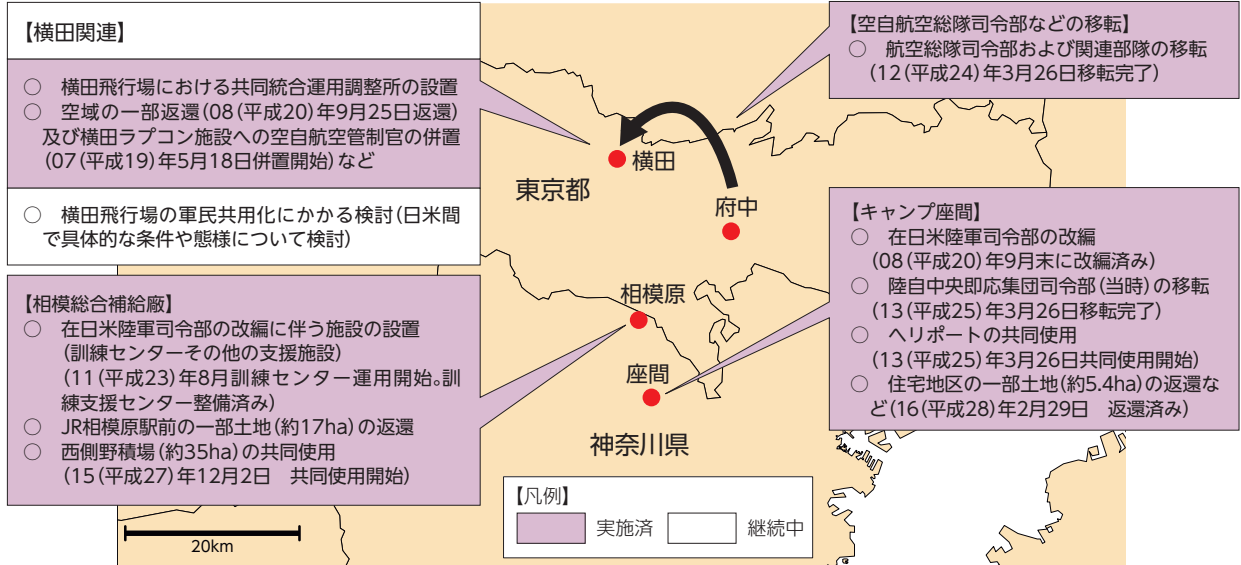 【横田関連】
○ 横田飛行場における共同統合運用調整所の設置
○ 空域の一部返還(08(平成20)年9月25日返還)
及び横田ラプコン施設への空自航空管制官の併置
(07(平成19)年5月18日併置開始)など
○ 横田飛行場の軍民共用化にかかる検討(日米間
で具体的な条件や態様について検討)
【相模総合補給廠】
○ 在日米陸軍司令部の改編に伴う施設の設置
(訓練センターその他の支援施設)
(11(平成23)年8月訓練センター運用開始。訓
練支援センター整備済み)
○ JR相模原駅前の一部土地(約17ha)の返還
○ 西側野積場(約35ha)の共同使用
(15(平成27)年12月2日 共同使用開始)
【空自航空総隊司令部などの移転】
○ 航空総隊司令部および関連部隊の移転
(12(平成24)年3月26日移転完了)
【キャンプ座間】
○ 在日米陸軍司令部の改編
(08(平成20)年9月末に改編済み)
○ 陸自中央即応集団司令部(当時)の移転
(13(平成25)年3月26日移転完了)
○ ヘリポートの共同使用
(13(平成25)年3月26日共同使用開始)
○ 住宅地区の一部土地(約5.4ha)の返還な
ど(16(平成28)年2月29日 返還済み)
横田
東京都
府中
相模原
座間
神奈川県
【凡例】
実施済
継続中
20km